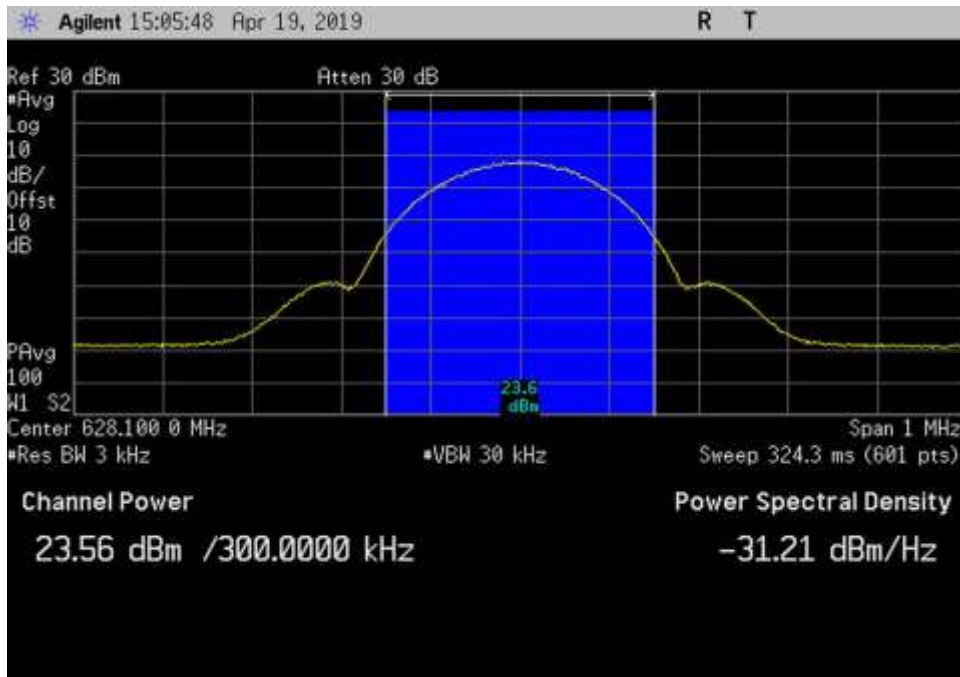 Agilent 15:05:48 Apr 19, 2019 R T
Ref 30 dBm Atten 30 dB
#Avg
Log
10
dB/
Offst
10
dB
PAvg
100
W1 S2
23.6
dBm
Center 628.100 0 MHz Span 1 MHz
#Res BW 3 kHz #VBW 30 kHz Sweep 324.3 ms (601 pts)
Channel Power Power Spectral Density
23.56 dBm /300.0000 kHz -31.21 dBm/Hz